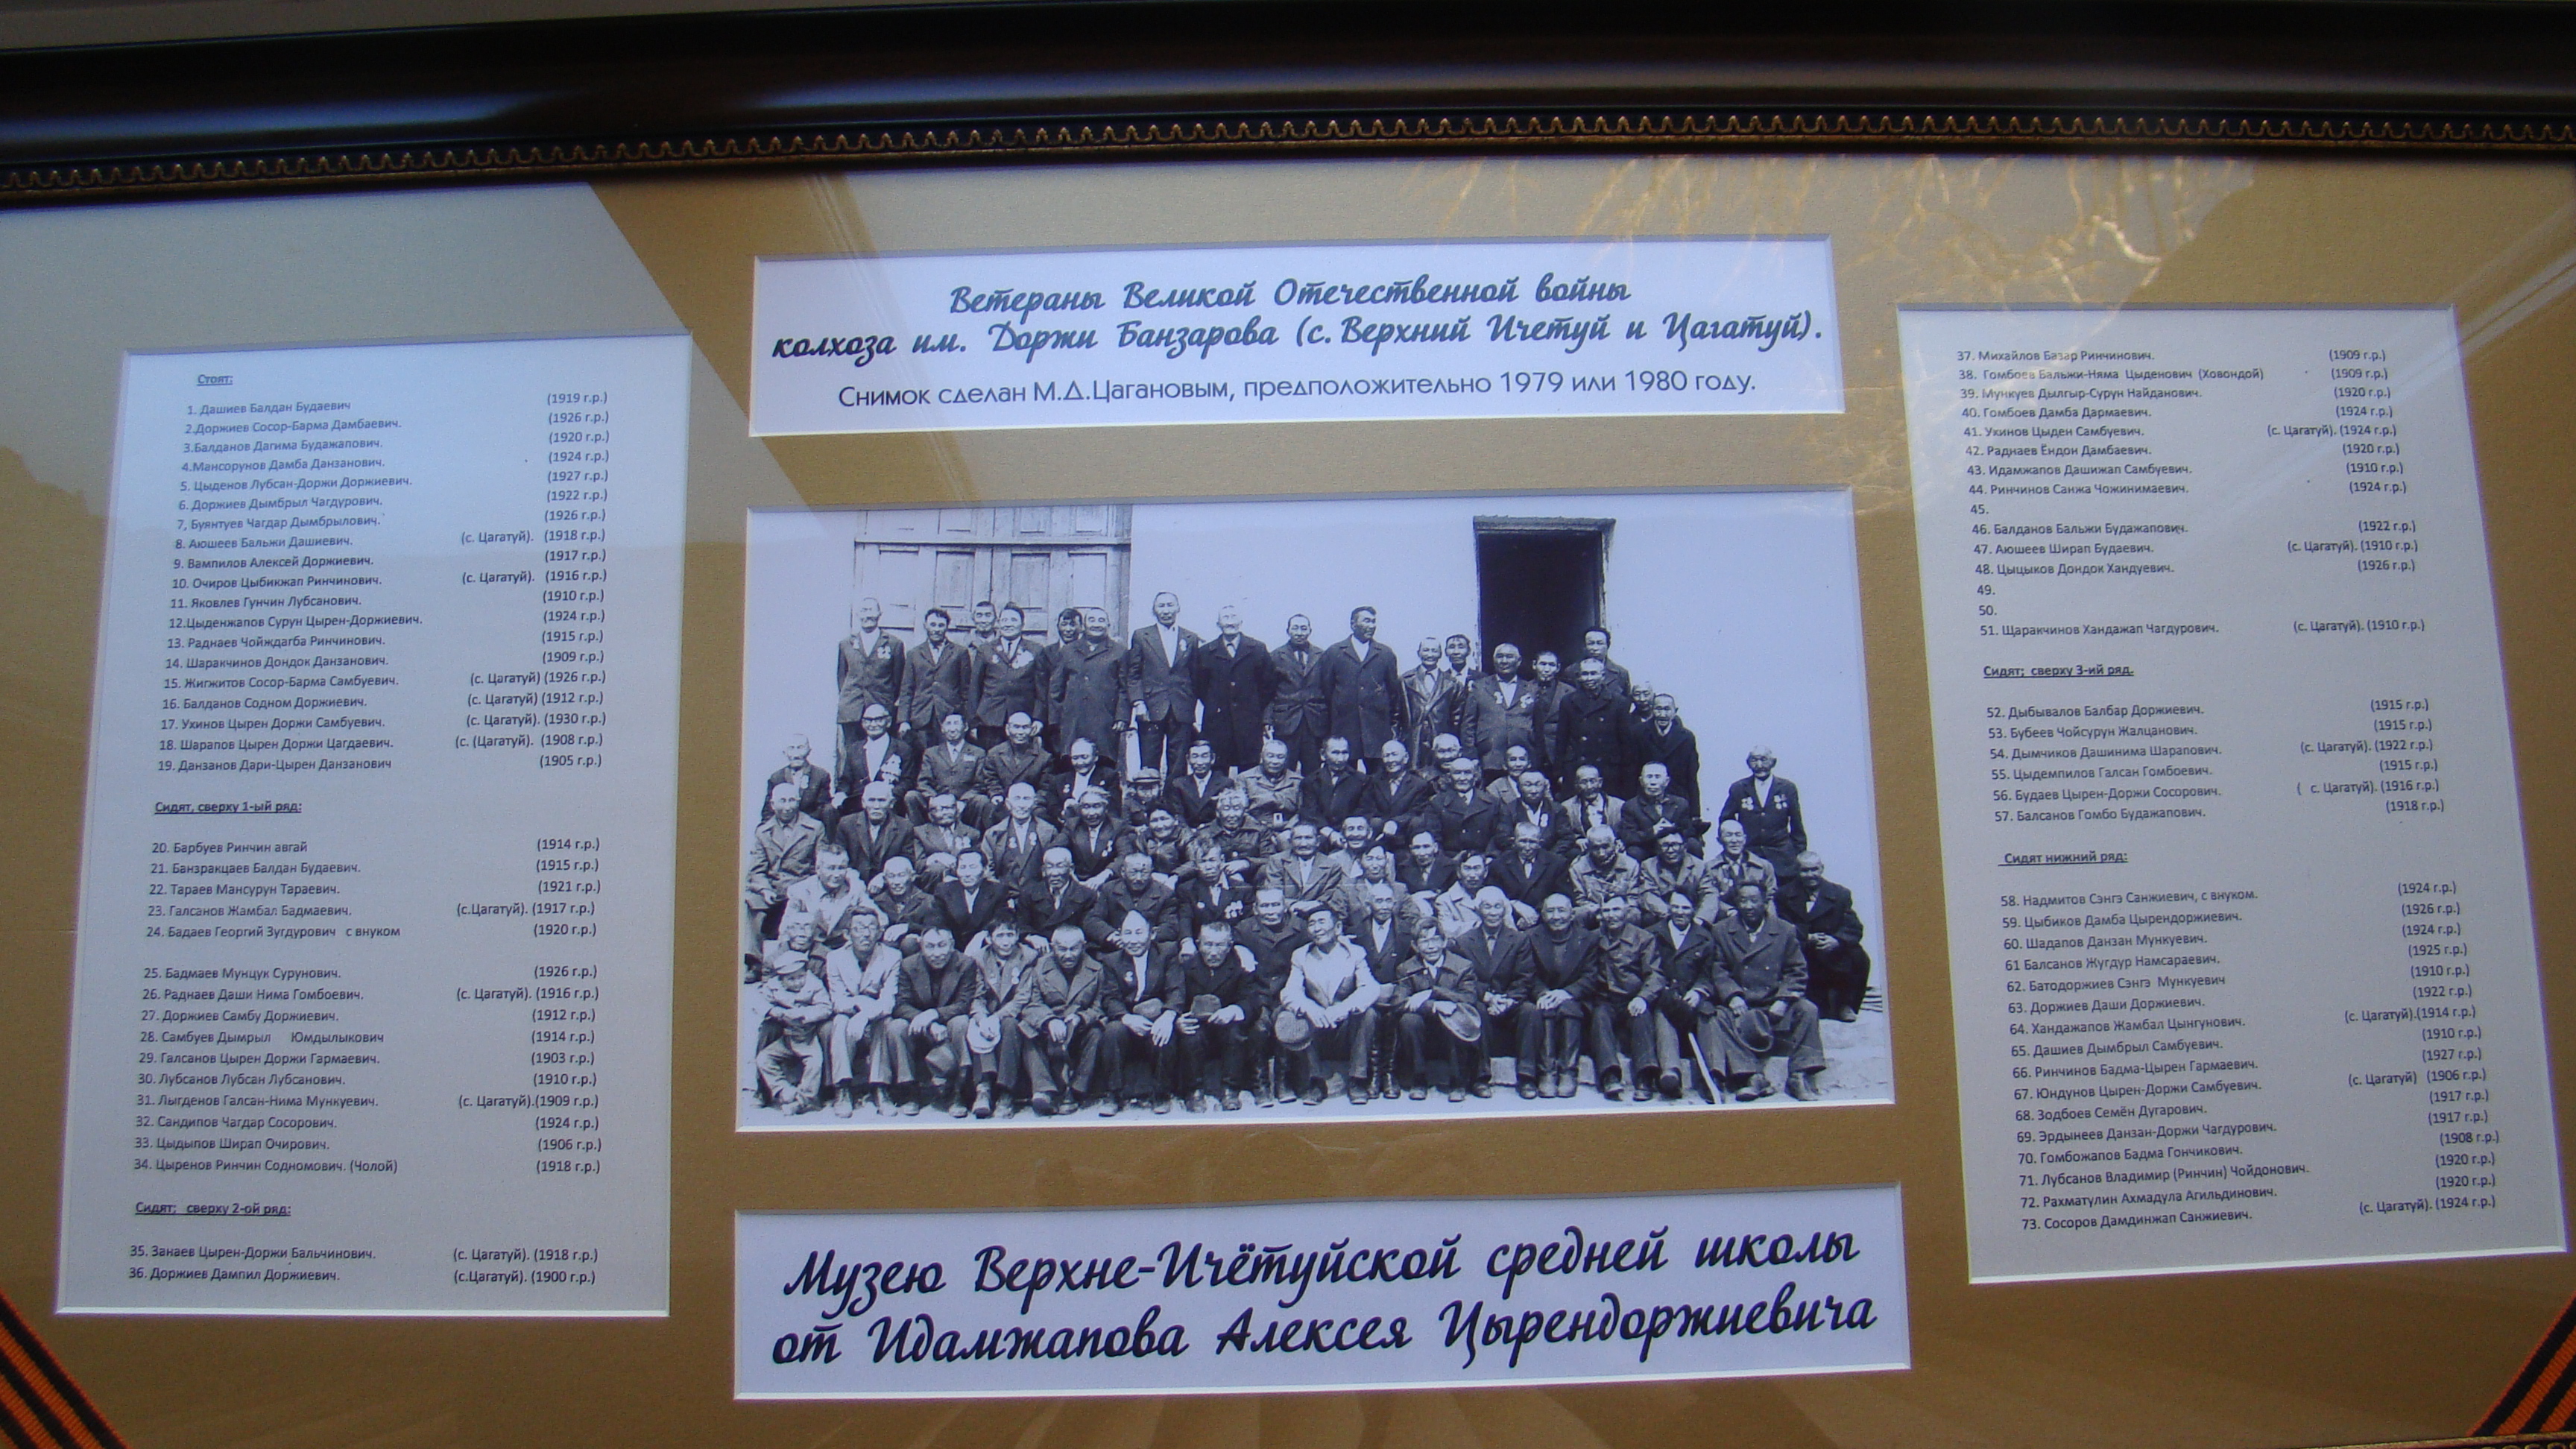 Ветераны Великой Отечественной войны
колхоза им. Доржи Банзарова (с. Верхний Ичетуй и Цагатуй).
Снимок сделан М.Д.Цагановым, предположительно 1979 или 1980 году.
Стоят:
1. Дашиев Балдан Будаевич (1919 г.р.)
2.Доржиев Сосор-Барма Дамбаевич. (1926 г.р.)
3.Балданов Дагима Будажапович. (1920 г.р.)
4.Мансорунов Дамба Данзанович. (1924 г.р.)
5. Цыденов Лубсан-Доржи Доржиевич. (1927 г.р.)
6. Доржиев Дымбрыл Чагдурович. (1922 г.р.)
7, Буянтуев Чагдар Дымбрылович. (1926 г.р.)
8. Аюшеев Бальжи Дашиевич. (с. Цагатуй). (1918 г.р.)
9. Вампилов Алексей Доржиевич. (1917 г.р.)
10. Очиров Цыбикжап Ринчинович. (с. Цагатуй). (1916 г.р.)
11. Яковлев Гунчин Лубсанович. (1910 г.р.)
12.Цыденжапов Сурун Цырен-Доржиевич. (1924 г.р.)
13. Раднаев Чойждагба Ринчинович. (1915 г.р.)
14. Шаракчинов Дондок Данзанович. (1909 г.р.)
15. Жигжитов Сосор-Барма Самбуевич. (с. Цагатуй) (1926 г.р.)
16. Балданов Содном Доржиевич. (с. Цагатуй) (1912 г.р.)
17. Ухинов Цырен Доржи Самбуевич. (с. Цагатуй). (1930 г.р.)
18. Шарапов Цырен Доржи Цагдаевич. (с. (Цагатуй). (1908 г.р.)
19. Данзанов Дари-Цырен Данзанович (1905 г.р.)
Сидят, сверху 1-ый ряд:
20. Барбуев Ринчин авгай (1914 г.р.)
21. Банзракцаев Балдан Будаевич. (1915 г.р.)
22. Тараев Мансурун Тараевич. (1921 г.р.)
23. Галсанов Жамбал Бадмаевич. (с.Цагатуй). (1917 г.р.)
24. Бадаев Георгий Зугдурович с внуком (1920 г.р.)
25. Бадмаев Мунцук Сурунович. (1926 г.р.)
26. Раднаев Даши Нима Гомбоевич. (с. Цагатуй). (1916 г.р.)
27. Доржиев Самбу Доржиевич. (1912 г.р.)
28. Самбуев Дымрыл Юмдылыкович (1914 г.р.)
29. Галсанов Цырен Доржи Гармаевич. (1903 г.р.)
30. Лубсанов Лубсан Лубсанович. (1910 г.р.)
31. Лыгденов Галсан-Нима Мункуевич. (с. Цагатуй).(1909 г.р.)
32. Сандипов Чагдар Сосорович. (1924 г.р.)
33. Цыдыпов Ширап Очирович. (1906 г.р.)
34. Цыренов Ринчин Содномович. (Чолой) (1918 г.р.)
Сидят: сверху 2-ой ряд:
35. Занаев Цырен-Доржи Бальчинович. (с. Цагатуй). (1918 г.р.)
36. Доржиев Дампил Доржиевич. (с.Цагатуй). (1900 г.р.)
37. Михайлов Базар Ринчинович. (1909 г.р.)
38. Гомбоев Бальжи-Няма Цыденович (Ховондой) (1909 г.р.)
39. Мункуев Дылгыр-Сурун Найданович. (1920 г.р.)
40. Гомбоев Дамба Дармаевич. (1924 г.р.)
41. Ухинов Цыден Самбуевич. (с. Цагатуй). (1924 г.р.)
42. Раднаев Ёндон Дамбаевич. (1920 г.р.)
43. Идамжапов Дашижап Самбуевич. (1910 г.р.)
44. Ринчинов Санжа Чожинимаевич. (1924 г.р.)
45.
46. Балданов Бальжи Будажапович. (1922 г.р.)
47. Аюшеев Ширап Будаевич. (с. Цагатуй). (1910 г.р.)
48. Цыцыков Дондок Хандуевич. (1926 г.р.)
49.
50.
51. Щаракчинов Хандажап Чагдурович. (с. Цагатуй). (1910 г.р.)
Сидят; сверху 3-ий ряд.
52. Дыбывалов Балбар Доржиевич. (1915 г.р.)
53. Бубеев Чойсурун Жалцанович. (1915 г.р.)
54. Дымчиков Дашинима Шарапович. (с. Цагатуй). (1922 г.р.)
55. Цыдемпилов Галсан Гомбоевич. (1915 г.р.)
56. Будаев Цырен-Доржи Сосорович. ( с. Цагатуй). (1916 г.р.)
57. Балсанов Гомбо Будажапович. (1918 г.р.)
Сидят нижний ряд:
58. Надмитов Сэнгэ Санжиевич, с внуком. (1924 г.р.)
59. Цыбиков Дамба Цырендоржиевич. (1926 г.р.)
60. Шадапов Данзан Мункуевич. (1924 г.р.)
61 Балсанов Жугдур Намсараевич. (1925 г.р.)
62. Батодоржиев Сэнгэ Мункуевич (1910 г.р.)
63. Доржиев Даши Доржиевич. (1922 г.р.)
64. Хандажапов Жамбал Цынгунович. (с. Цагатуй).(1914 г.р.)
65. Дашиев Дымбрыл Самбуевич. (1910 г.р.)
66. Ринчинов Бадма-Цырен Гармаевич. (1927 г.р.)
67. Юндунов Цырен-Доржи Самбуевич. (с. Цагатуй) (1906 г.р.)
68. Зодбоев Семён Дугарович. (1917 г.р.)
69. Эрдынеев Данзан-Доржи Чагдурович. (1917 г.р.)
70. Гомбожапов Бадма Гончикович. (1908 г.р.)
71. Лубсанов Владимир (Ринчин) Чойдонович. (1920 г.р.)
72. Рахматулин Ахмадула Агильдинович. (1920 г.р.)
73. Сосоров Дамдинжап Санжиевич. (с. Цагатуй). (1924 г.р.)
Музею Верхне-Ичётуйской средней школы
от Идамжапова Алексея Цырендоржиевича